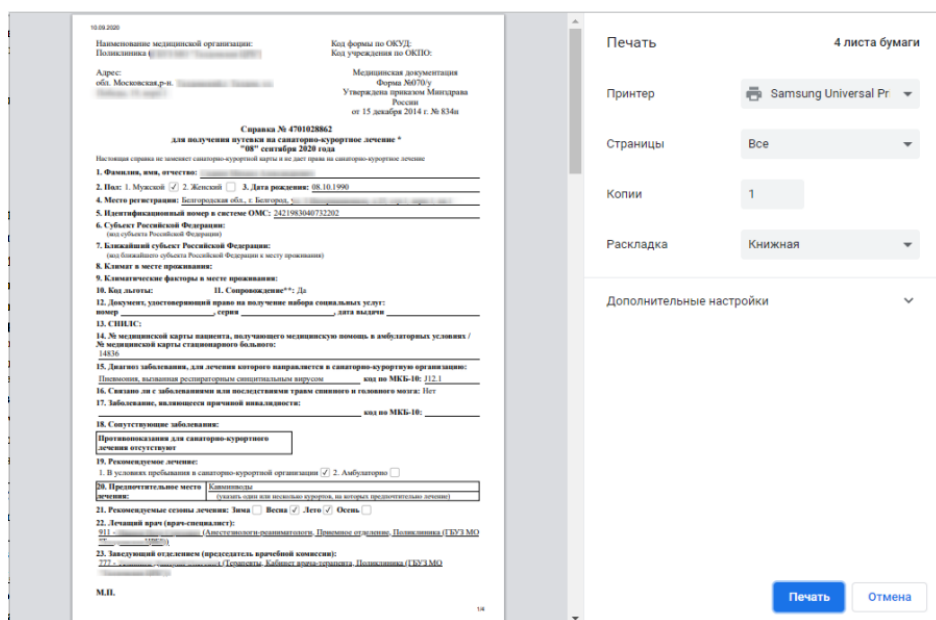 10.09.2020
Наименование медицинской организации:
Поликлиника
Код формы по ОКУД:
Код учреждения по ОКПО:
Адрес:
обл. Московская,р-н.
Медицинская документация
Форма №070/у
Утверждена приказом Минздрава
России
от 15 декабря 2014 г. № 834н
Справка № 4701028862
для получения путевки на санаторно-курортное лечение *
"08" сентября 2020 года
Настоящая справка не заменяет санаторно-курортной карты и не дает права на санаторно-курортное лечение
1. Фамилия, имя, отчество:
2. Пол: 1. Мужской ✓ 2. Женский 3. Дата рождения: 08.10.1990
4. Место регистрации: Белгородская обл., г. Белгород,
5. Идентификационный номер в системе ОМС: 2421983040732202
6. Субъект Российской Федерации:
(код субъекта Российской Федерации)
7. Ближайший субъект Российской Федерации:
(код ближайшего субъекта Российской Федерации к месту проживания)
8. Климат в месте проживания:
9. Климатические факторы в месте проживания:
10. Код льготы: 11. Сопровождение**: Да
12. Документ, удостоверяющий право на получение набора социальных услуг:
номер , серия , дата выдачи
13. СНИЛС:
14. № медицинской карты пациента, получающего медицинскую помощь в амбулаторных условиях /
№ медицинской карты стационарного больного:
14836
15. Диагноз заболевания, для лечения которого направляется в санаторно-курортную организацию:
Пневмония, вызванная респираторным синцитиальным вирусом код по МКБ-10: J12.1
16. Связано ли с заболеваниями или последствиями травм спинного и головного мозга: Нет
17. Заболевание, являющееся причиной инвалидности:
код по МКБ-10:
18. Сопутствующие заболевания:
Противопоказания для санаторно-курортного
лечения отсутствуют
19. Рекомендуемое лечение:
1. В условиях пребывания в санаторно-курортной организации ✓ 2. Амбулаторно
20. Предпочтительное место лечения: Кавминводы
(указать один или несколько курортов, на которых предпочтительно лечение)
21. Рекомендуемые сезоны лечения: Зима Весна ✓ Лето ✓ Осень
22. Лечащий врач (врач-специалист):
911 - (Анестезиологи-реаниматологи, Приемное отделение, Поликлиника (ГБУЗ МО
23. Заведующий отделением (председатель врачебной комиссии):
777 - (Терапевты, Кабинет врача-терапевта, Поликлиника (ГБУЗ МО
М.П.
1/4
Печать 4 листа бумаги
Принтер Samsung Universal Pr
Страницы Все
Копии 1
Раскладка Книжная
Дополнительные настройки
Печать Отмена